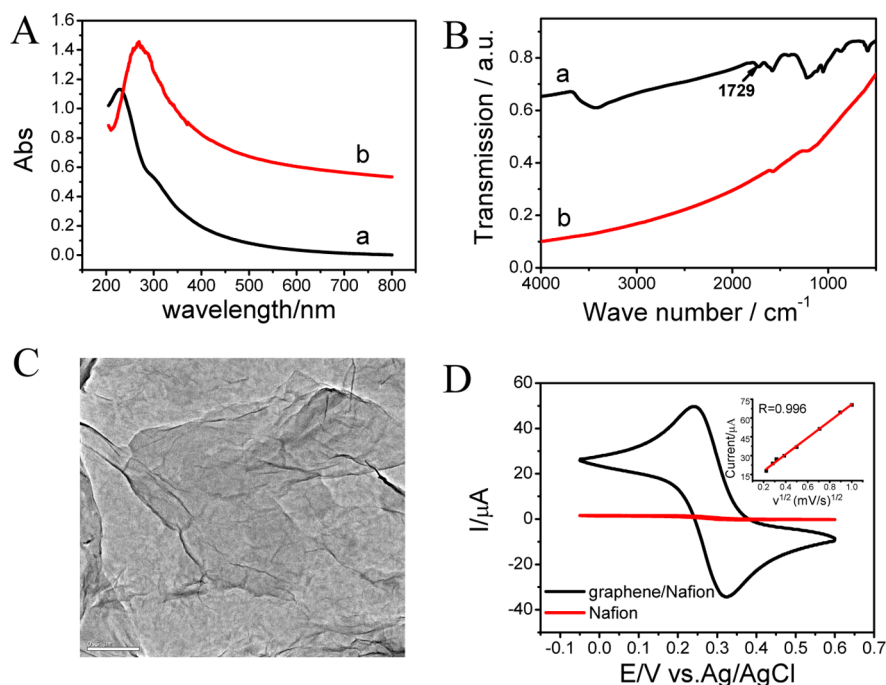 A
1.6
1.4
1.2
1.0
0.8
0.6
0.4
0.2
0.0
Abs
b
a
200 300 400 500 600 700 800
wavelength/nm
B
0.8
0.6
0.4
0.2
0.0
Transmission / a.u.
a
1729
b
4000 3000 2000 1000
Wave number / cm⁻¹
C
D
60
40
20
0
-20
-40
I/μA
R=0.996
75
60
45
30
15
Current/μA
0.2 0.4 0.6 0.8 1.0
v^1/2 (mV/s)^1/2
graphene/Nafion
Nafion
-0.1 0.0 0.1 0.2 0.3 0.4 0.5 0.6 0.7
E/V vs.Ag/AgCl